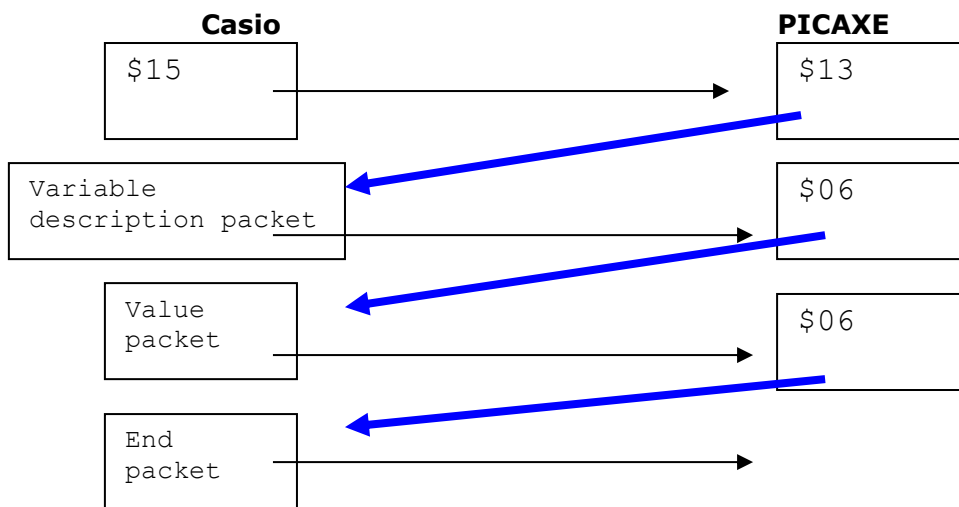 Casio PICAXE
$15 $13
Variable
description packet
$06
Value
packet
$06
End
packet